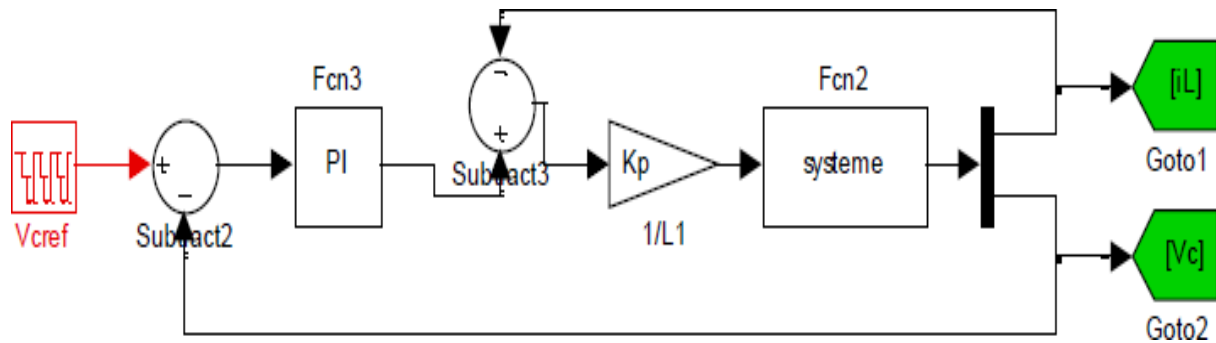 Vcref
+
−
Subtract2
Fcn3
PI
−
+
Subtract3
Kp
1/L1
Fcn2
systeme
[iL]
Goto1
[Vc]
Goto2